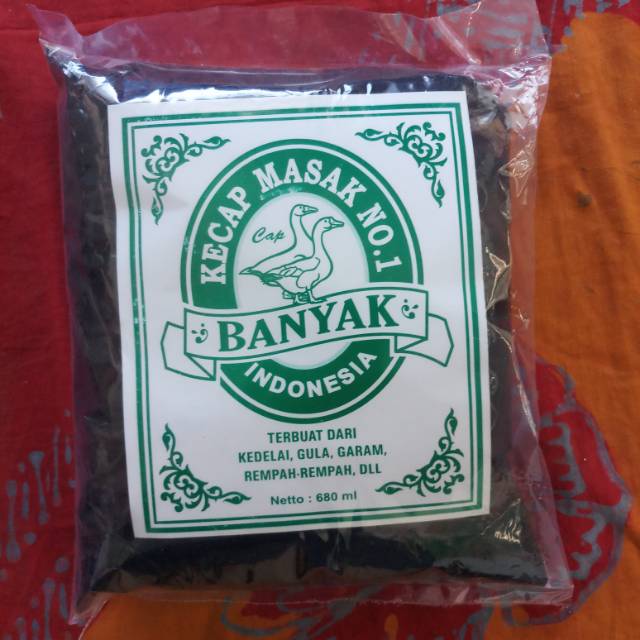 KECAP MASAK NO.1
Cap
BANYAK
INDONESIA
TERBUAT DARI
KEDELAI, GULA, GARAM,
REMPAH-REMPAH, DLL
Netto : 680 ml